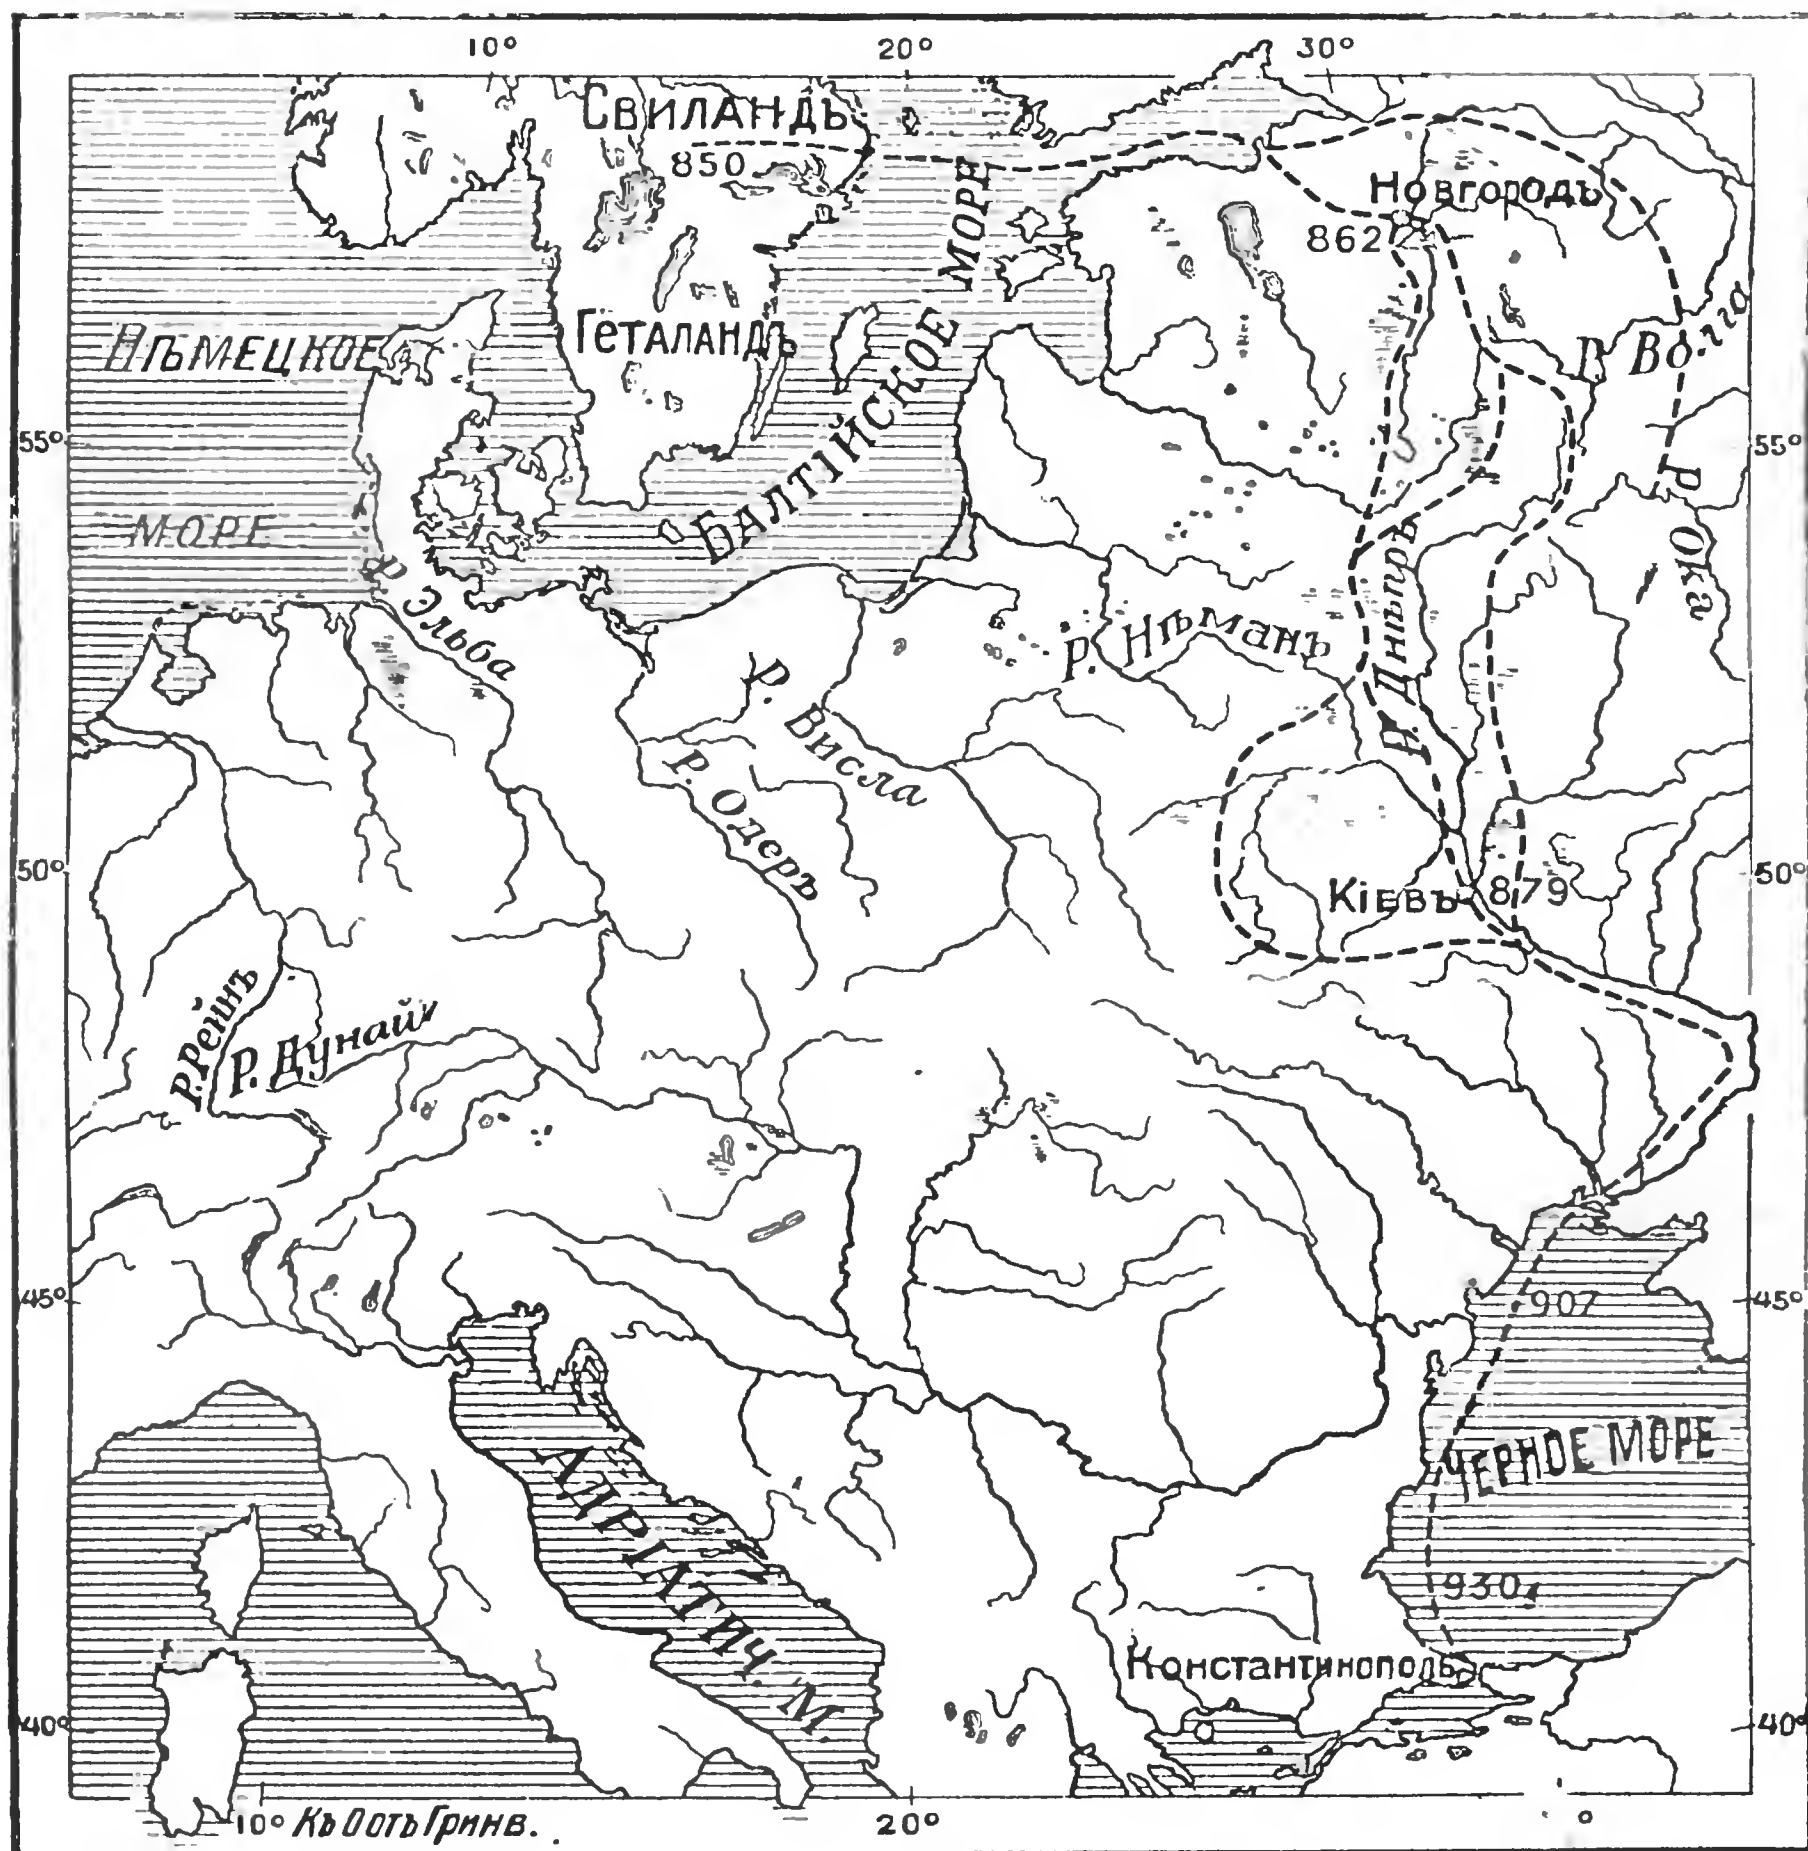 10° 20° 30°
Свиландъ
850
Новгородъ
862
Нѣмецкое
море
Геталандъ
Балтійское море
Р. Волга
55° 55°
Р. Ока
Р. Эльба
Р. Днѣпръ
Р. Нѣманъ
Р. Висла
Р. Одеръ
50° 50°
Кіевъ 879
Р. Рейнъ
Р. Дунай
45° 45°
907
Черное море
Адріатич. М.
930
Константинополь
40° 40°
10° Къ О отъ Гринв. 20°